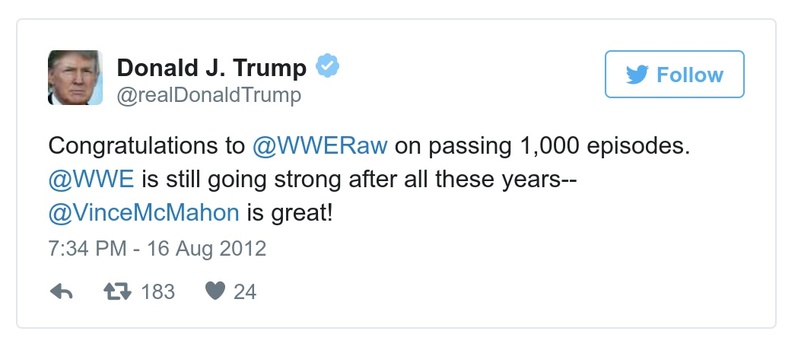 Donald J. Trump
@realDonaldTrump
Follow
Congratulations to @WWERaw on passing 1,000 episodes.
@WWE is still going strong after all these years--
@VinceMcMahon is great!
7:34 PM - 16 Aug 2012
183 24